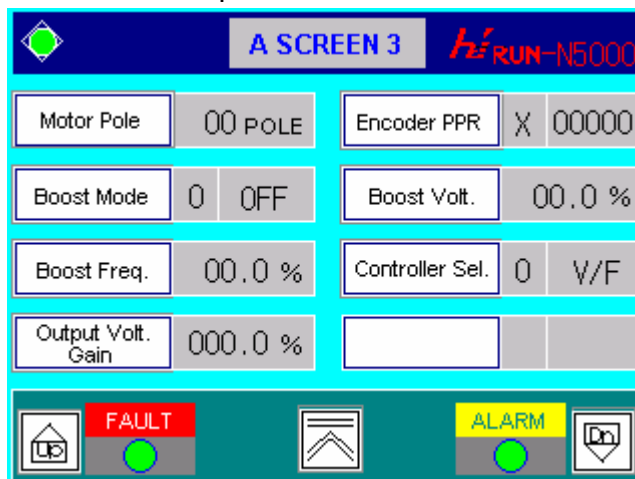 A SCREEN 3
hi RUN-N5000
Motor Pole 00 POLE Encoder PPR X 00000
Boost Mode 0 OFF Boost Volt. 00.0 %
Boost Freq. 00.0 % Controller Sel. 0 V/F
Output Volt.
Gain 000.0 %
FAULT ALARM
Up Dn